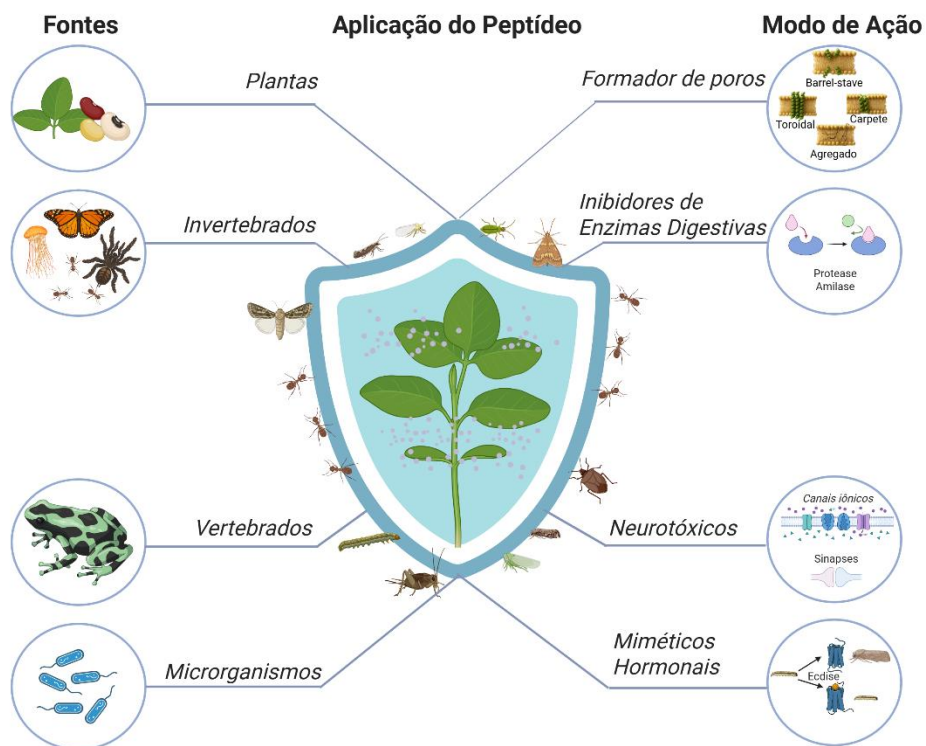 Fontes
Aplicação do Peptídeo
Modo de Ação
Plantas
Formador de poros
Barrel-stave
Toroidal
Carpete
Agregado
Invertebrados
Inibidores de
Enzimas Digestivas
Protease
Amilase
Vertebrados
Neurotóxicos
Canais iônicos
Sinapses
Microrganismos
Miméticos
Hormonais
Ecdise